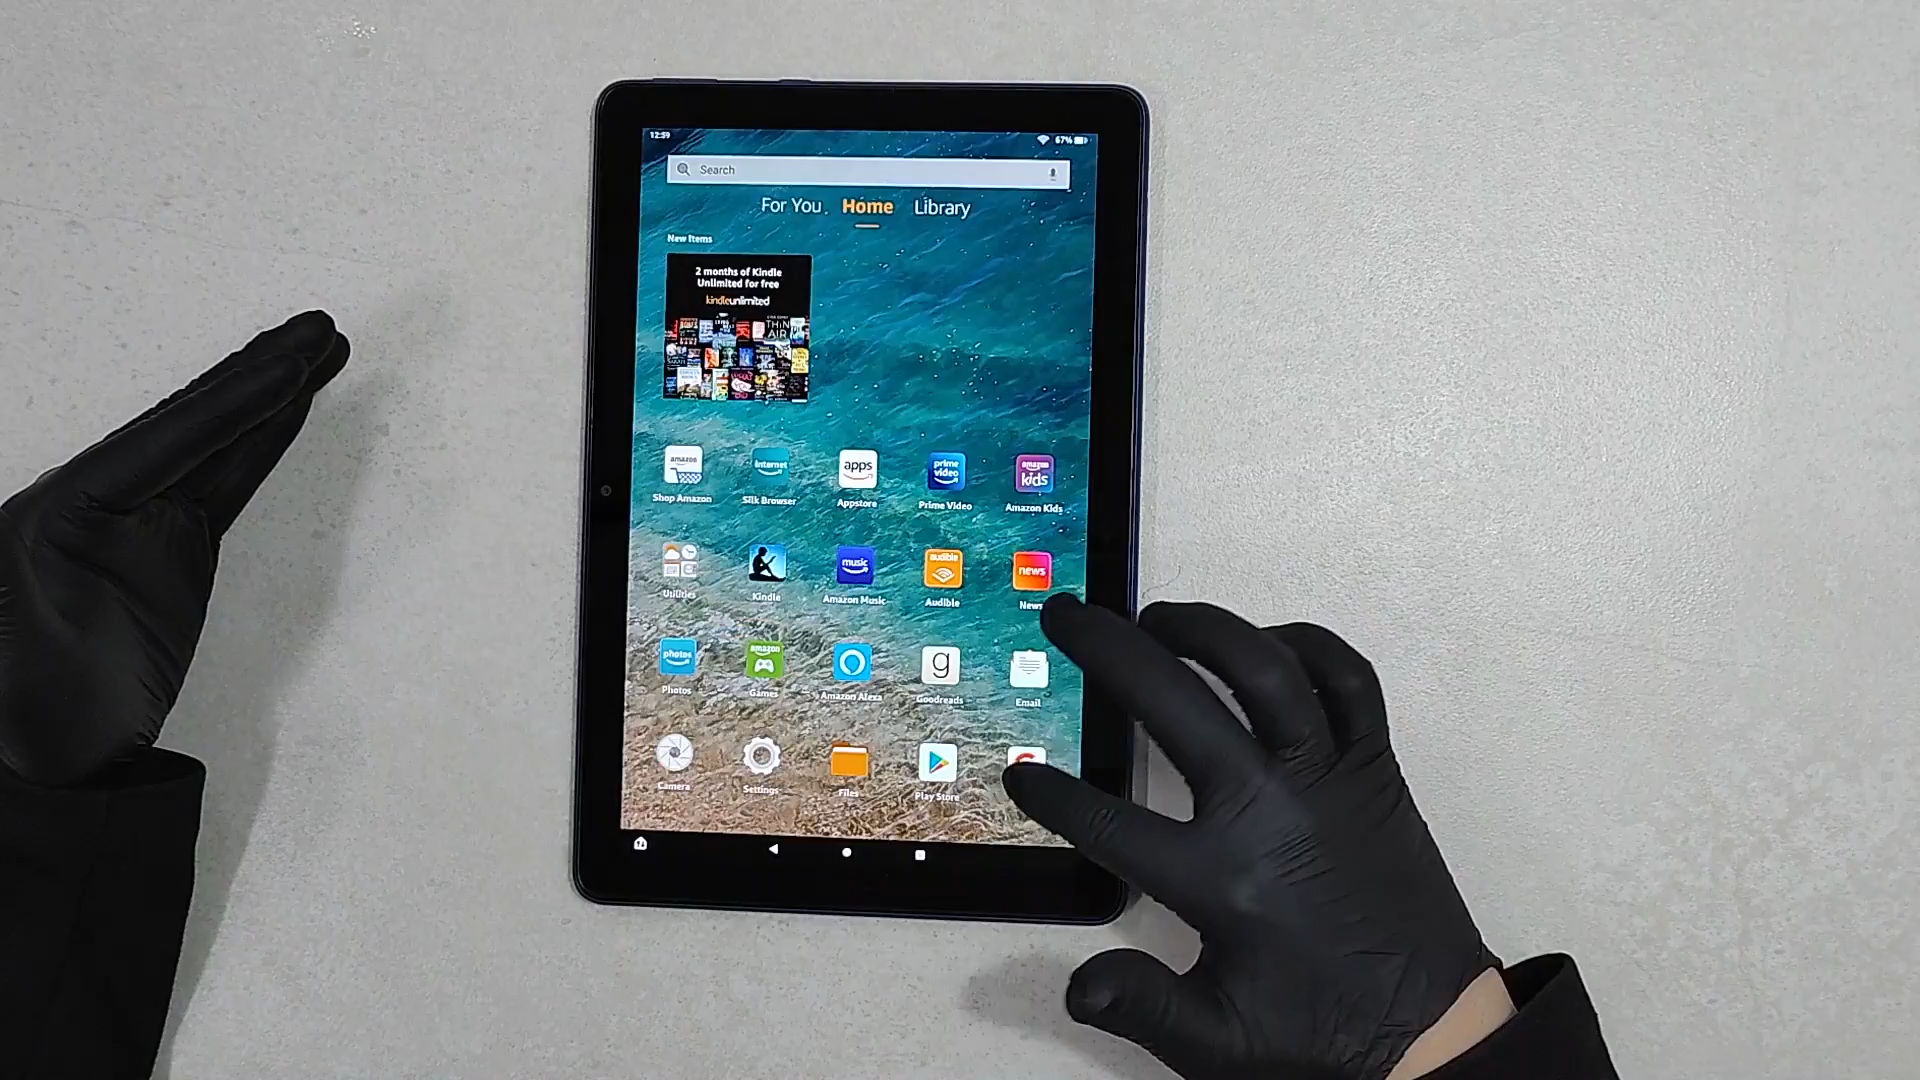 12:59
67%
Search
For You
Home
Library
New Items
2 months of Kindle
Unlimited for free
kindleunlimited
THIN
AIR
amazon
Shop Amazon
internet
Silk Browser
apps
Appstore
prime
video
Prime Video
amazon
kids
Amazon Kids
Utilities
Kindle
music
Amazon Music
audible
Audible
news
News
photos
Photos
amazon
Games
Amazon Alexa
g
Goodreads
Email
Camera
Settings
Files
Play Store